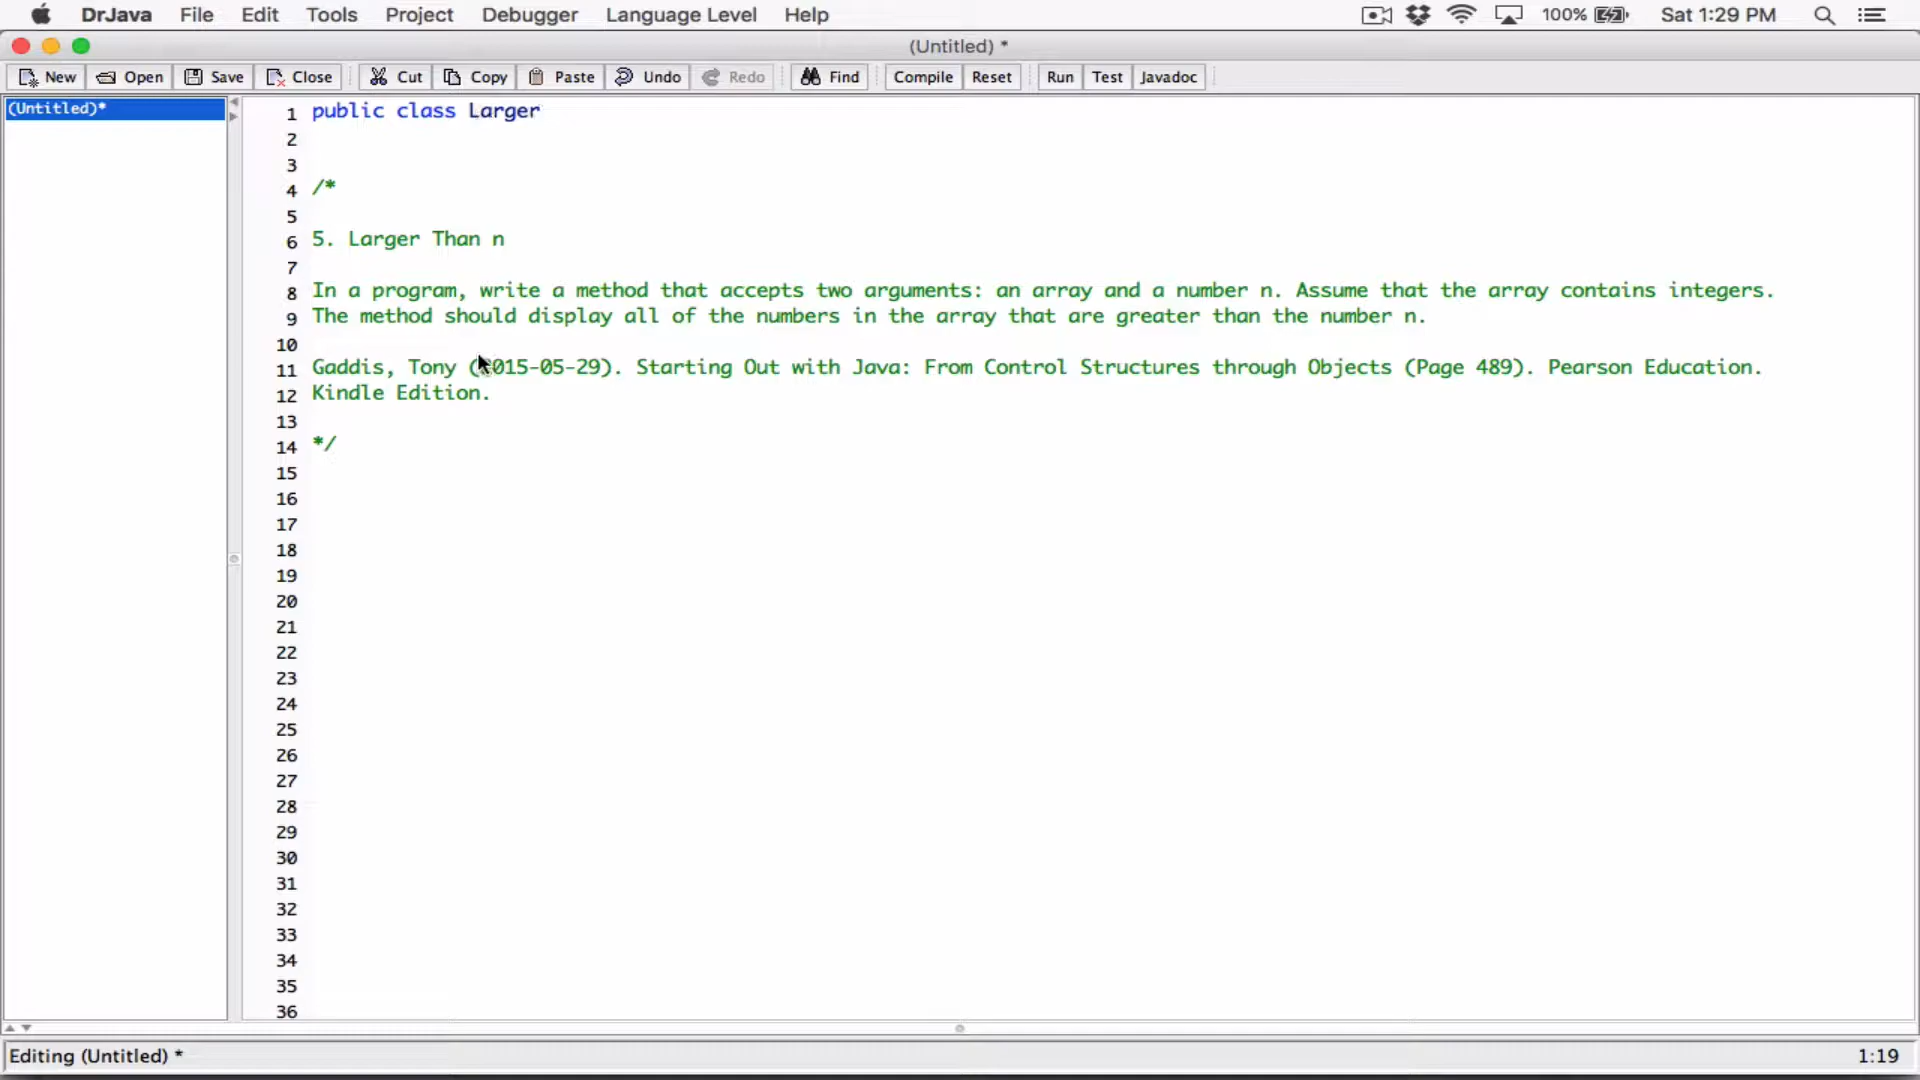 DrJava File Edit Tools Project Debugger Language Level Help 100% Sat 1:29 PM
(Untitled) *
New Open Save Close Cut Copy Paste Undo Redo Find Compile Reset Run Test Javadoc
(Untitled)*
1 public class Larger
2
3
4 /*
5
6 5. Larger Than n
7
8 In a program, write a method that accepts two arguments: an array and a number n. Assume that the array contains integers.
9 The method should display all of the numbers in the array that are greater than the number n.
10
11 Gaddis, Tony (2015-05-29). Starting Out with Java: From Control Structures through Objects (Page 489). Pearson Education.
12 Kindle Edition.
13
14 */
15
16
17
18
19
20
21
22
23
24
25
26
27
28
29
30
31
32
33
34
35
36
Editing (Untitled) * 1:19